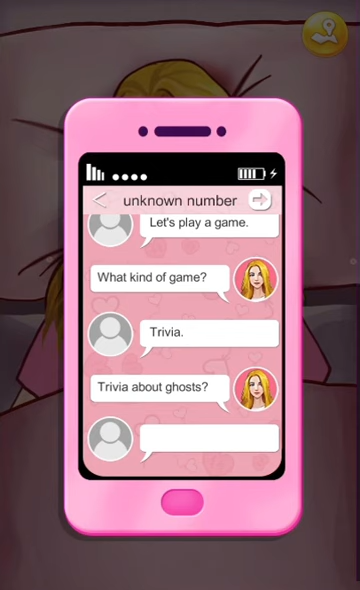 unknown number
Let's play a game.
What kind of game?
Trivia.
Trivia about ghosts?